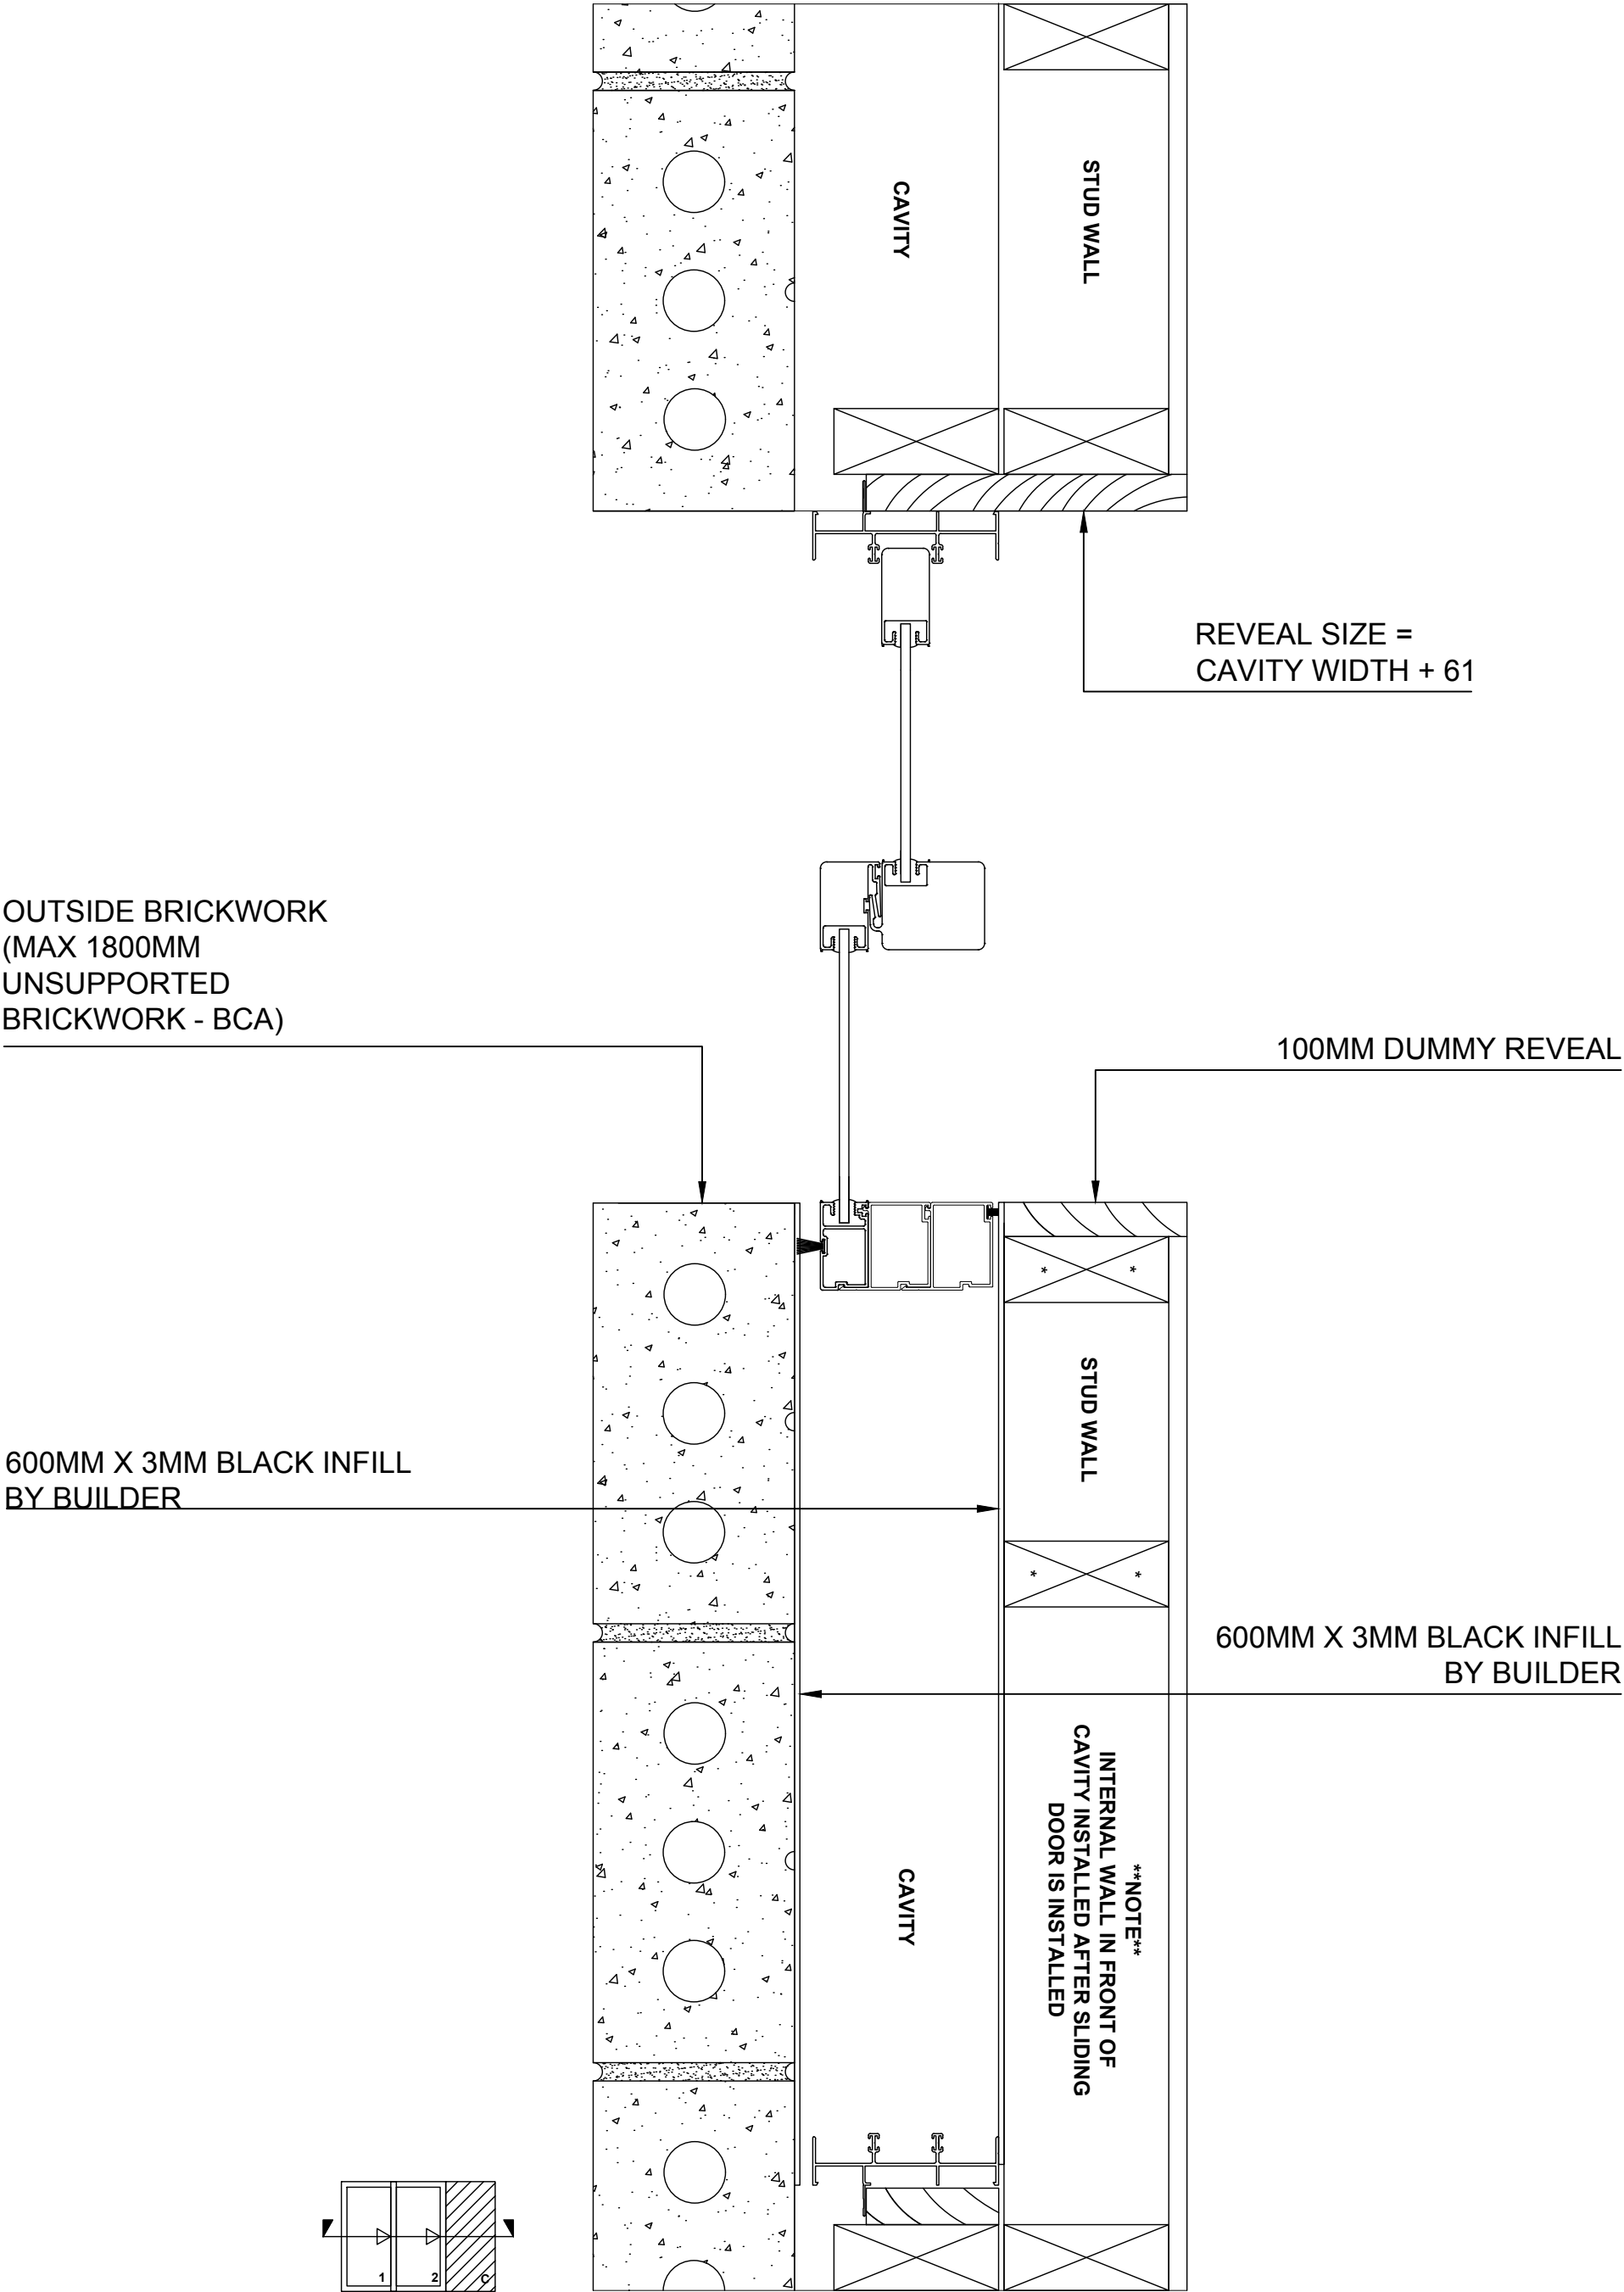 CAVITY
STUD WALL
REVEAL SIZE =
CAVITY WIDTH + 61
OUTSIDE BRICKWORK
(MAX 1800MM
UNSUPPORTED
BRICKWORK - BCA)
100MM DUMMY REVEAL
* *
STUD WALL
600MM X 3MM BLACK INFILL
BY BUILDER
* *
600MM X 3MM BLACK INFILL
BY BUILDER
**NOTE**
INTERNAL WALL IN FRONT OF
CAVITY INSTALLED AFTER SLIDING
DOOR IS INSTALLED
CAVITY
1 2 C